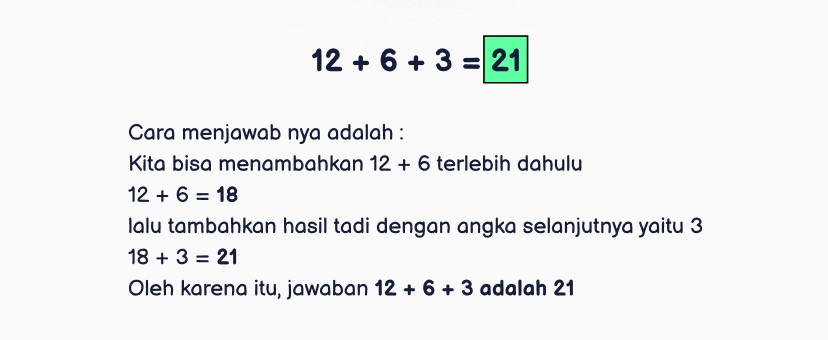 12 + 6 + 3 = 21
Cara menjawab nya adalah :
Kita bisa menambahkan 12 + 6 terlebih dahulu
12 + 6 = 18
lalu tambahkan hasil tadi dengan angka selanjutnya yaitu 3
18 + 3 = 21
Oleh karena itu, jawaban 12 + 6 + 3 adalah 21